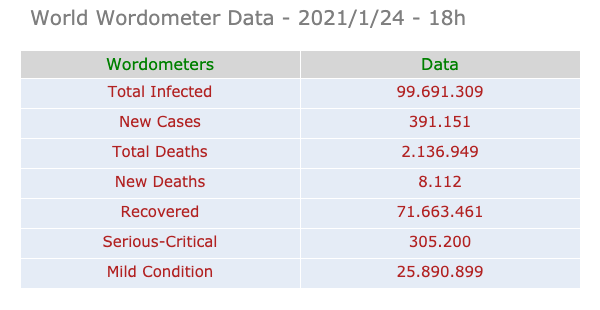 World Wordometer Data - 2021/1/24 - 18h
Wordometers Data
Total Infected 99.691.309
New Cases 391.151
Total Deaths 2.136.949
New Deaths 8.112
Recovered 71.663.461
Serious-Critical 305.200
Mild Condition 25.890.899